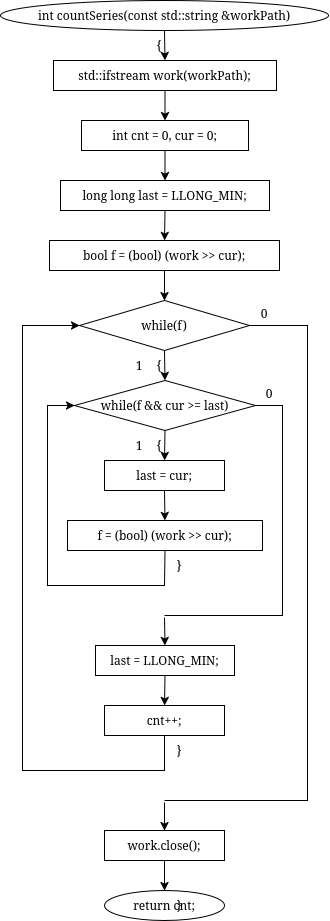 int countSeries(const std::string &workPath)
{
std::ifstream work(workPath);
int cnt = 0, cur = 0;
long long last = LLONG_MIN;
bool f = (bool) (work >> cur);
while(f)
0
1 {
while(f && cur >= last)
0
1 {
last = cur;
f = (bool) (work >> cur);
}
last = LLONG_MIN;
cnt++;
}
work.close();
return cnt;
}